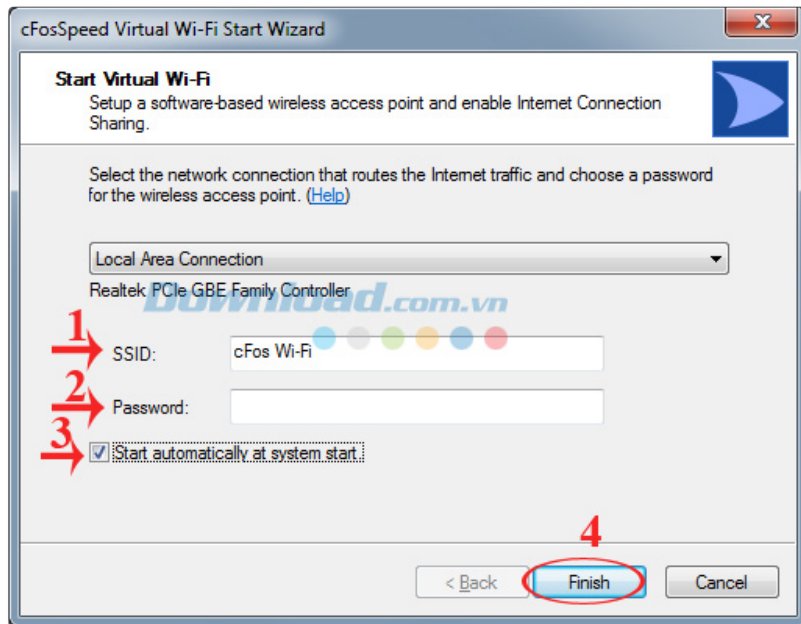 cFosSpeed Virtual Wi-Fi Start Wizard
Start Virtual Wi-Fi
Setup a software-based wireless access point and enable Internet Connection
Sharing.
Select the network connection that routes the Internet traffic and choose a password
for the wireless access point. (Help)
Local Area Connection
Realtek PCIe GBE Family Controller
Download.com.vn
1
SSID: cFos Wi-Fi
2
Password:
3
Start automatically at system start.
4
< Back Finish Cancel